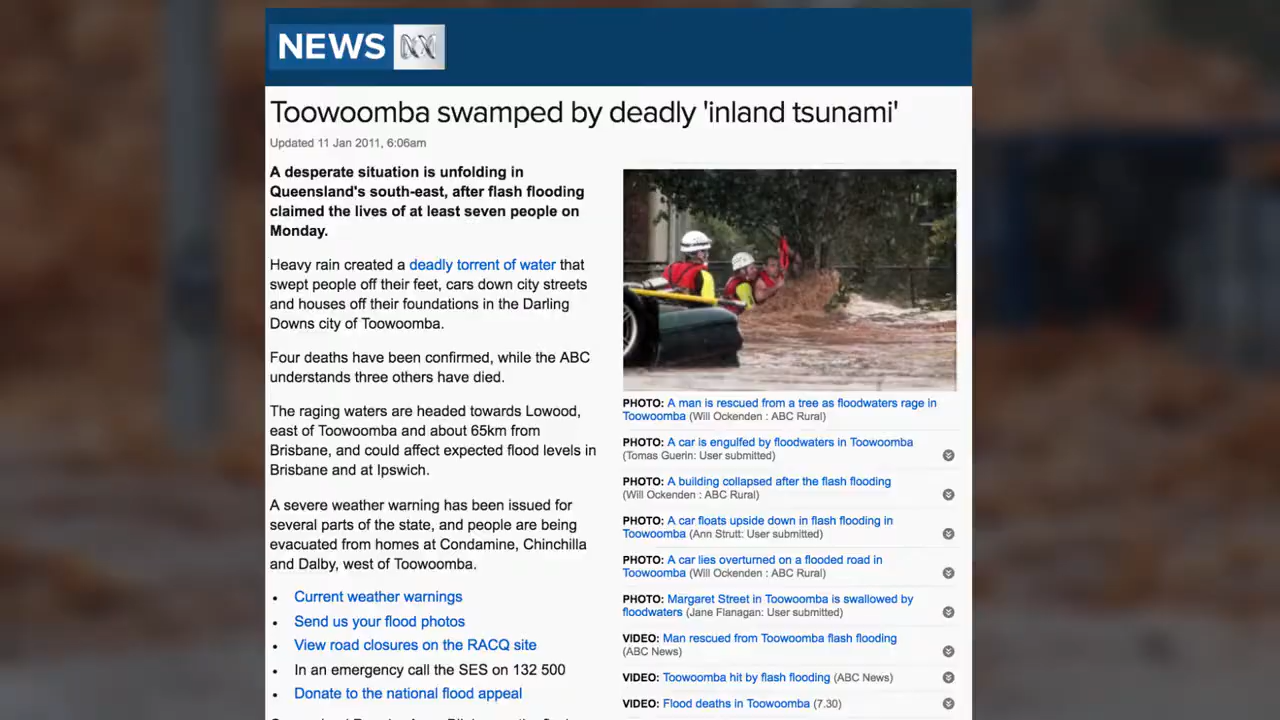 NEWS
Toowoomba swamped by deadly 'inland tsunami'
Updated 11 Jan 2011, 6:06am
A desperate situation is unfolding in
Queensland's south-east, after flash flooding
claimed the lives of at least seven people on
Monday.
Heavy rain created a deadly torrent of water that
swept people off their feet, cars down city streets
and houses off their foundations in the Darling
Downs city of Toowoomba.
Four deaths have been confirmed, while the ABC
understands three others have died.
The raging waters are headed towards Lowood,
east of Toowoomba and about 65km from
Brisbane, and could affect expected flood levels in
Brisbane and at Ipswich.
A severe weather warning has been issued for
several parts of the state, and people are being
evacuated from homes at Condamine, Chinchilla
and Dalby, west of Toowoomba.
• Current weather warnings
• Send us your flood photos
• View road closures on the RACQ site
• In an emergency call the SES on 132 500
• Donate to the national flood appeal
PHOTO: A man is rescued from a tree as floodwaters rage in
Toowoomba (Will Ockenden : ABC Rural)
PHOTO: A car is engulfed by floodwaters in Toowoomba
(Tomas Guerin: User submitted)
PHOTO: A building collapsed after the flash flooding
(Will Ockenden : ABC Rural)
PHOTO: A car floats upside down in flash flooding in
Toowoomba (Ann Strutt: User submitted)
PHOTO: A car lies overturned on a flooded road in
Toowoomba (Will Ockenden : ABC Rural)
PHOTO: Margaret Street in Toowoomba is swallowed by
floodwaters (Jane Flanagan: User submitted)
VIDEO: Man rescued from Toowoomba flash flooding
(ABC News)
VIDEO: Toowoomba hit by flash flooding (ABC News)
VIDEO: Flood deaths in Toowoomba (7.30)